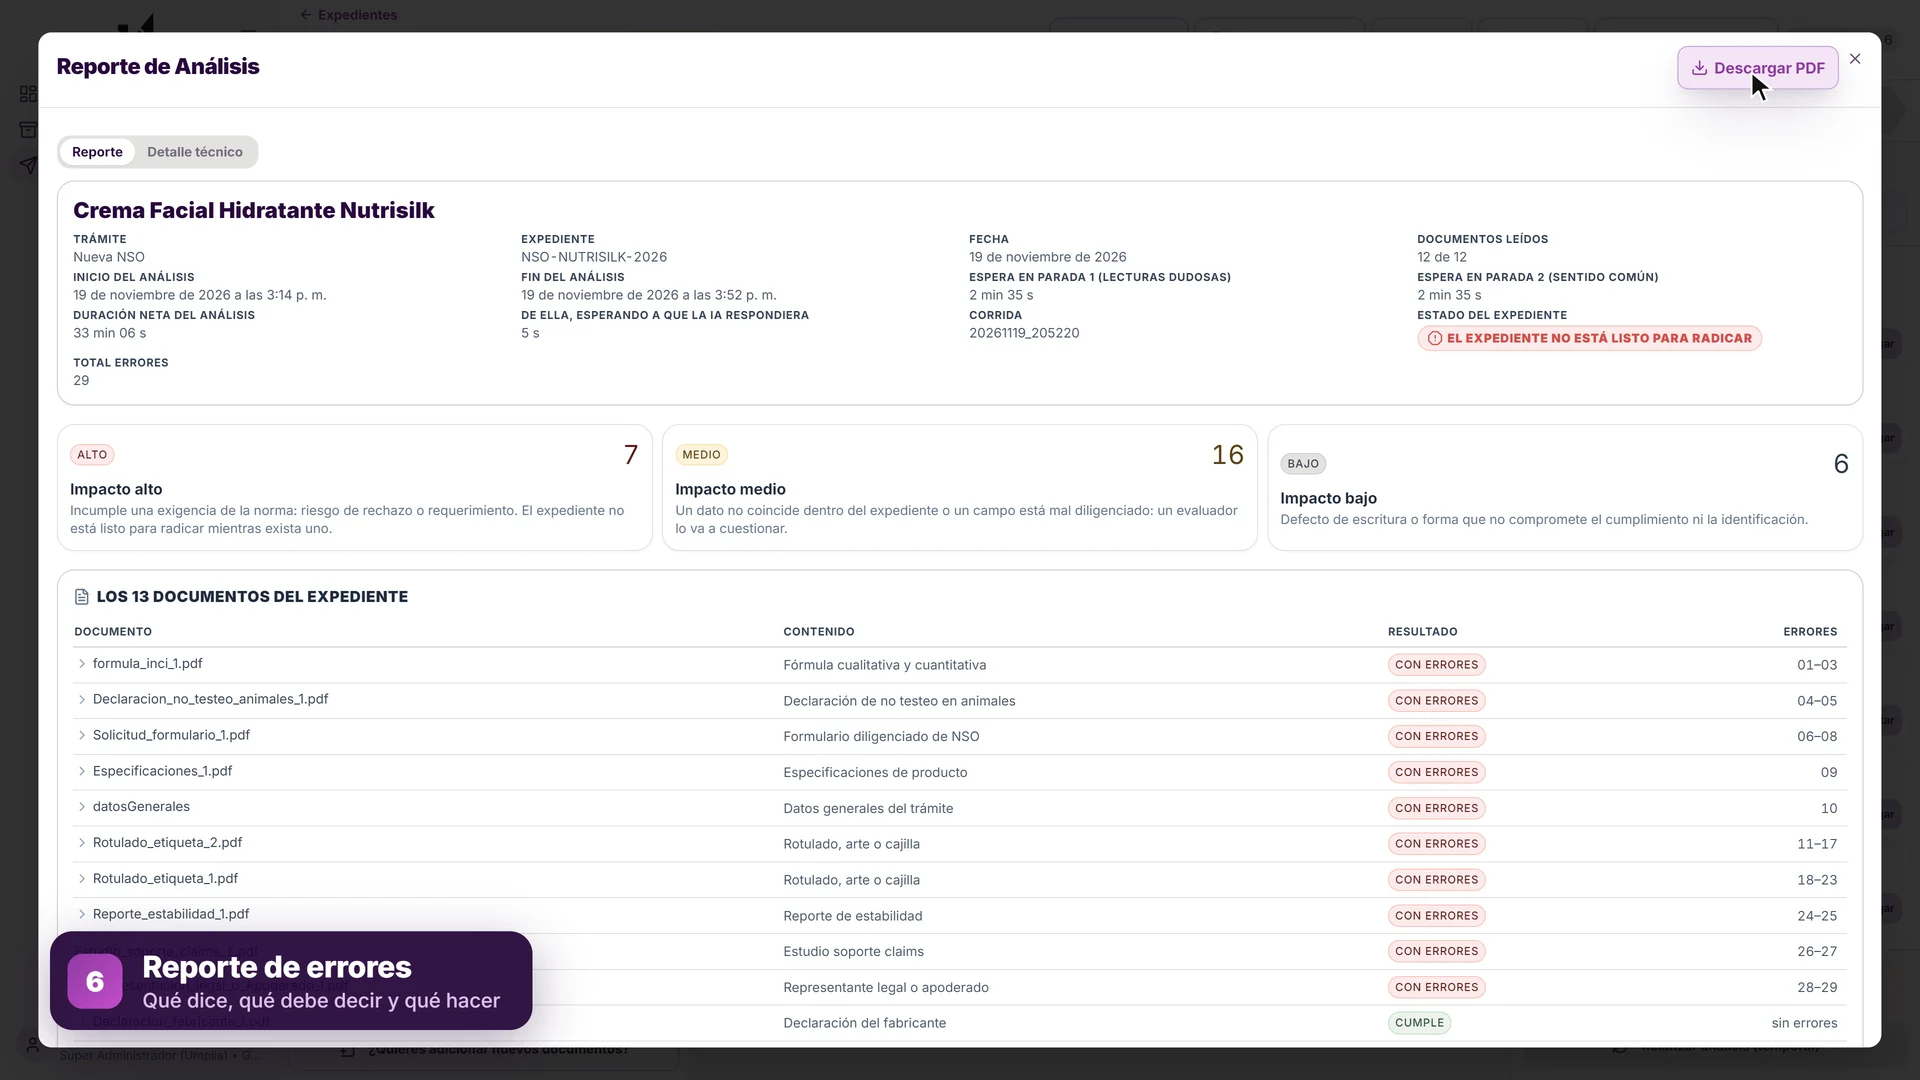 Expedientes
Reporte de Análisis
Descargar PDF
Reporte
Detalle técnico
Crema Facial Hidratante Nutrisilk
TRÁMITE
Nueva NSO
EXPEDIENTE
NSO-NUTRISILK-2026
FECHA
19 de noviembre de 2026
DOCUMENTOS LEÍDOS
12 de 12
INICIO DEL ANÁLISIS
19 de noviembre de 2026 a las 3:14 p. m.
FIN DEL ANÁLISIS
19 de noviembre de 2026 a las 3:52 p. m.
ESPERA EN PARADA 1 (LECTURAS DUDOSAS)
2 min 35 s
ESPERA EN PARADA 2 (SENTIDO COMÚN)
2 min 35 s
DURACIÓN NETA DEL ANÁLISIS
33 min 06 s
DE ELLA, ESPERANDO A QUE LA IA RESPONDIERA
5 s
CORRIDA
20261119_205220
ESTADO DEL EXPEDIENTE
EL EXPEDIENTE NO ESTÁ LISTO PARA RADICAR
TOTAL ERRORES
29
ALTO
7
Impacto alto
Incumple una exigencia de la norma: riesgo de rechazo o requerimiento. El expediente no
está listo para radicar mientras exista uno.
MEDIO
16
Impacto medio
Un dato no coincide dentro del expediente o un campo está mal diligenciado: un evaluador
lo va a cuestionar.
BAJO
6
Impacto bajo
Defecto de escritura o forma que no compromete el cumplimiento ni la identificación.
LOS 13 DOCUMENTOS DEL EXPEDIENTE
DOCUMENTO CONTENIDO RESULTADO ERRORES
formula_inci_1.pdf Fórmula cualitativa y cuantitativa CON ERRORES 01–03
Declaracion_no_testeo_animales_1.pdf Declaración de no testeo en animales CON ERRORES 04–05
Solicitud_formulario_1.pdf Formulario diligenciado de NSO CON ERRORES 06–08
Especificaciones_1.pdf Especificaciones de producto CON ERRORES 09
datosGenerales Datos generales del trámite CON ERRORES 10
Rotulado_etiqueta_2.pdf Rotulado, arte o cajilla CON ERRORES 11–17
Rotulado_etiqueta_1.pdf Rotulado, arte o cajilla CON ERRORES 18–23
Reporte_estabilidad_1.pdf Reporte de estabilidad CON ERRORES 24–25
Estudio_soporte_claims_1.pdf Estudio soporte claims CON ERRORES 26–27
Representante legal o apoderado CON ERRORES 28–29
Declaracion_fabricante_1.pdf Declaración del fabricante CUMPLE sin errores
6
Reporte de errores
Qué dice, qué debe decir y qué hacer
Super Administrador (Umplia) • G...
¿Quieres adicionar nuevos documentos?